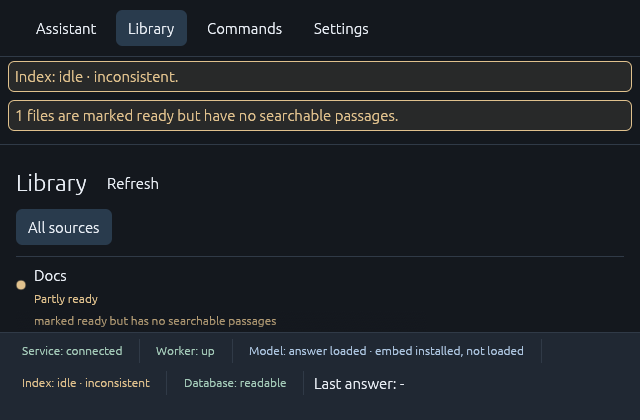 Assistant Library Commands Settings
Index: idle · inconsistent.
1 files are marked ready but have no searchable passages.
Library Refresh
All sources
Docs
Partly ready
marked ready but has no searchable passages
Service: connected Worker: up Model: answer loaded · embed installed, not loaded
Index: idle · inconsistent Database: readable Last answer: -